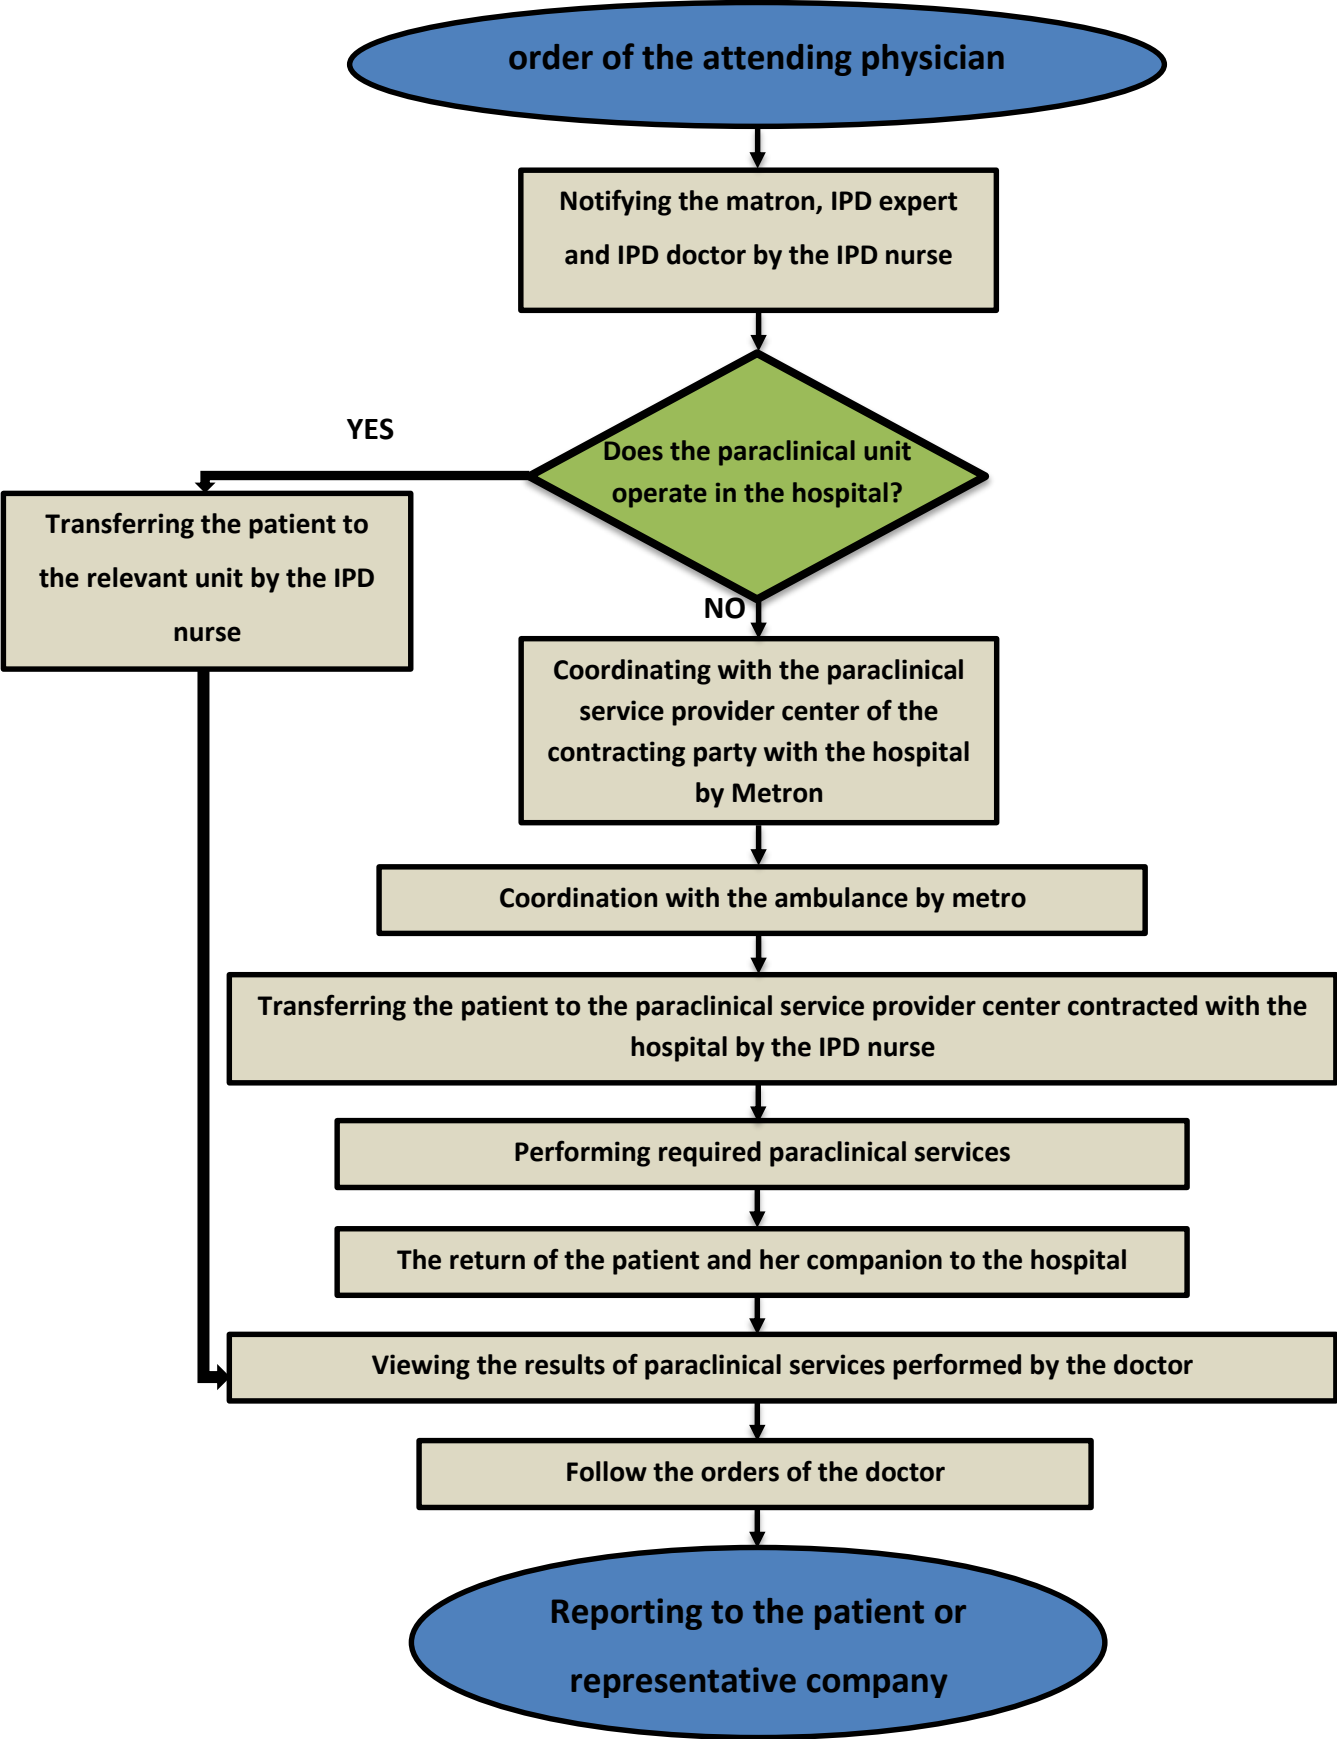 order of the attending physician
Notifying the matron, IPD expert
and IPD doctor by the IPD nurse
YES
Does the paraclinical unit
operate in the hospital?
Transferring the patient to
the relevant unit by the IPD
nurse
NO
Coordinating with the paraclinical
service provider center of the
contracting party with the hospital
by Metron
Coordination with the ambulance by metro
Transferring the patient to the paraclinical service provider center contracted with the
hospital by the IPD nurse
Performing required paraclinical services
The return of the patient and her companion to the hospital
Viewing the results of paraclinical services performed by the doctor
Follow the orders of the doctor
Reporting to the patient or
representative company